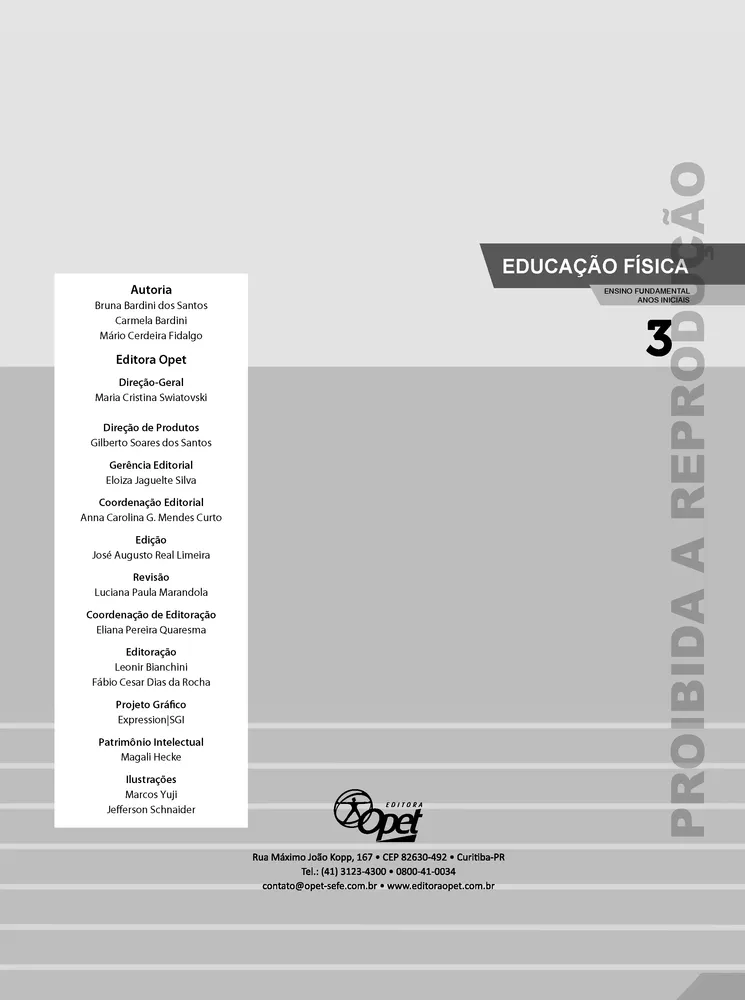 EDUCAÇÃO FÍSICA
ENSINO FUNDAMENTAL
ANOS INICIAIS
3
PROIBIDA A REPRODUÇÃO
Autoria
Bruna Bardini dos Santos
Carmela Bardini
Mário Cerdeira Fidalgo
Editora Opet
Direção-Geral
Maria Cristina Swiatovski
Direção de Produtos
Gilberto Soares dos Santos
Gerência Editorial
Eloiza Jaguelte Silva
Coordenação Editorial
Anna Carolina G. Mendes Curto
Edição
José Augusto Real Limeira
Revisão
Luciana Paula Marandola
Coordenação de Editoração
Eliana Pereira Quaresma
Editoração
Leonir Bianchini
Fábio Cesar Dias da Rocha
Projeto Gráfico
Expression|SGI
Patrimônio Intelectual
Magali Hecke
Ilustrações
Marcos Yuji
Jefferson Schnaider
EDITORA
Opet
Rua Máximo João Kopp, 167 • CEP 82630-492 • Curitiba-PR
Tel.: (41) 3123-4300 • 0800-41-0034
contato@opet-sefe.com.br • www.editoraopet.com.br